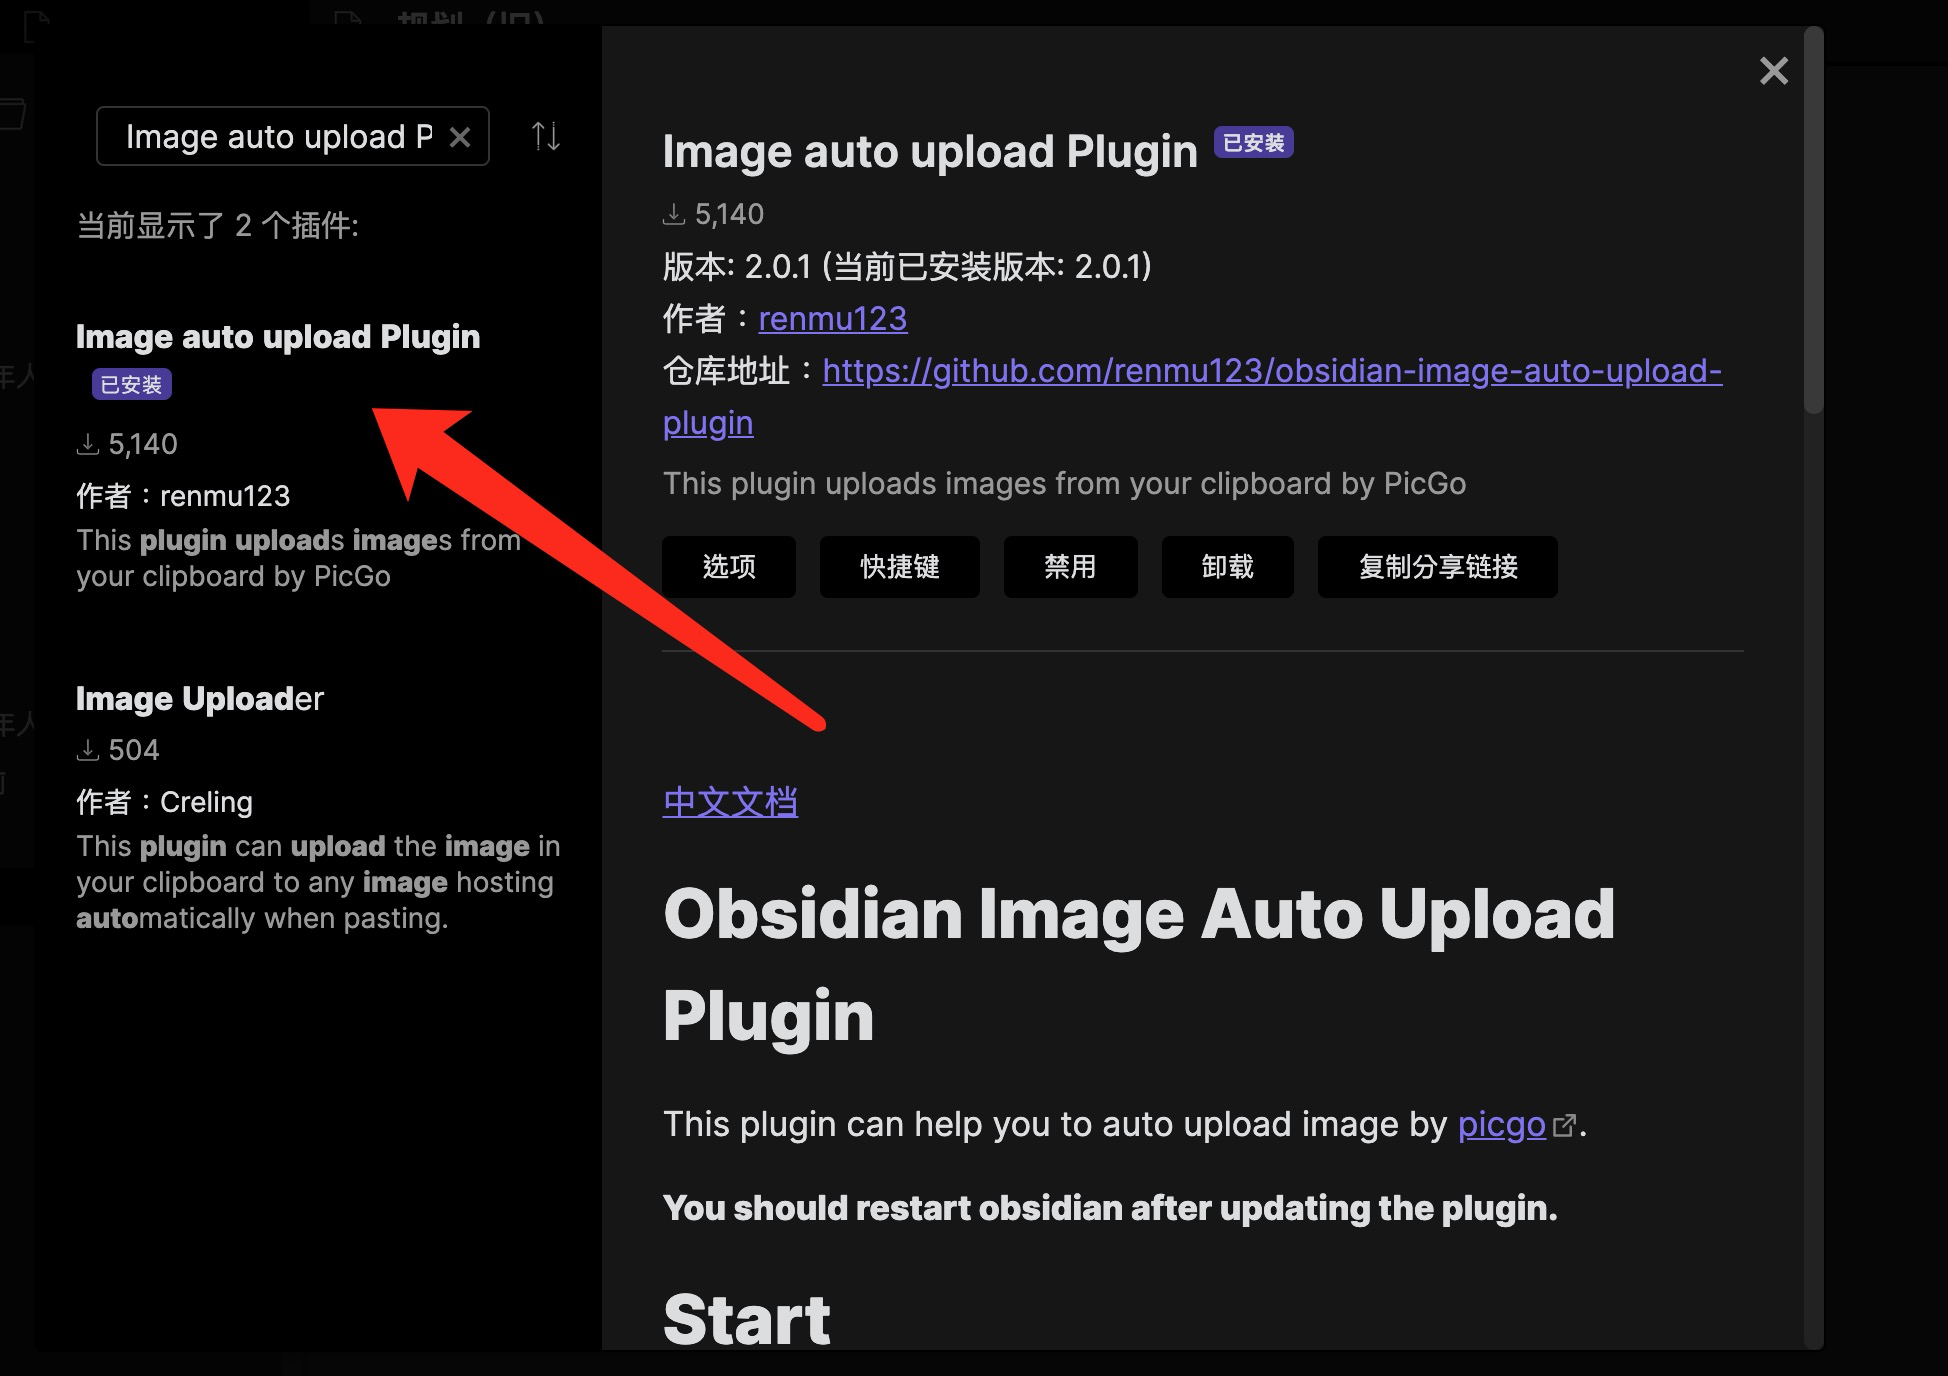 规划（旧）
Image auto upload P
当前显示了 2 个插件:
Image auto upload Plugin
已安装
5,140
作者：renmu123
This plugin uploads images from
your clipboard by PicGo
Image Uploader
504
作者：Creling
This plugin can upload the image in
your clipboard to any image hosting
automatically when pasting.
Image auto upload Plugin 已安装
5,140
版本: 2.0.1 (当前已安装版本: 2.0.1)
作者：renmu123
仓库地址：https://github.com/renmu123/obsidian-image-auto-upload-
plugin
This plugin uploads images from your clipboard by PicGo
选项 快捷键 禁用 卸载 复制分享链接
中文文档
Obsidian Image Auto Upload
Plugin
This plugin can help you to auto upload image by picgo.
You should restart obsidian after updating the plugin.
Start